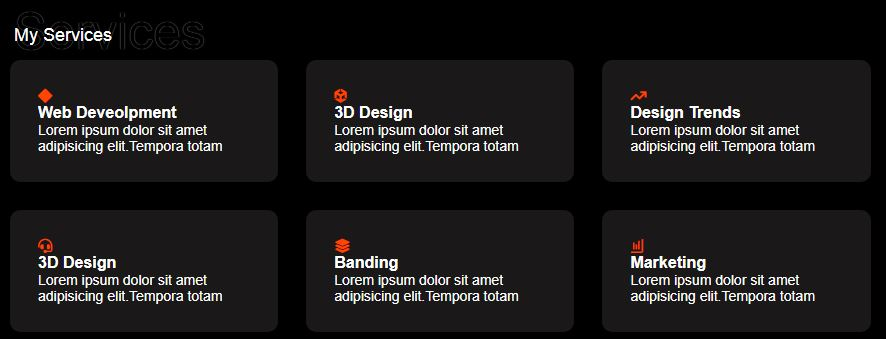 Services
My Services
Web Deveolpment
Lorem ipsum dolor sit amet
adipisicing elit.Tempora totam
3D Design
Lorem ipsum dolor sit amet
adipisicing elit.Tempora totam
Design Trends
Lorem ipsum dolor sit amet
adipisicing elit.Tempora totam
3D Design
Lorem ipsum dolor sit amet
adipisicing elit.Tempora totam
Banding
Lorem ipsum dolor sit amet
adipisicing elit.Tempora totam
Marketing
Lorem ipsum dolor sit amet
adipisicing elit.Tempora totam